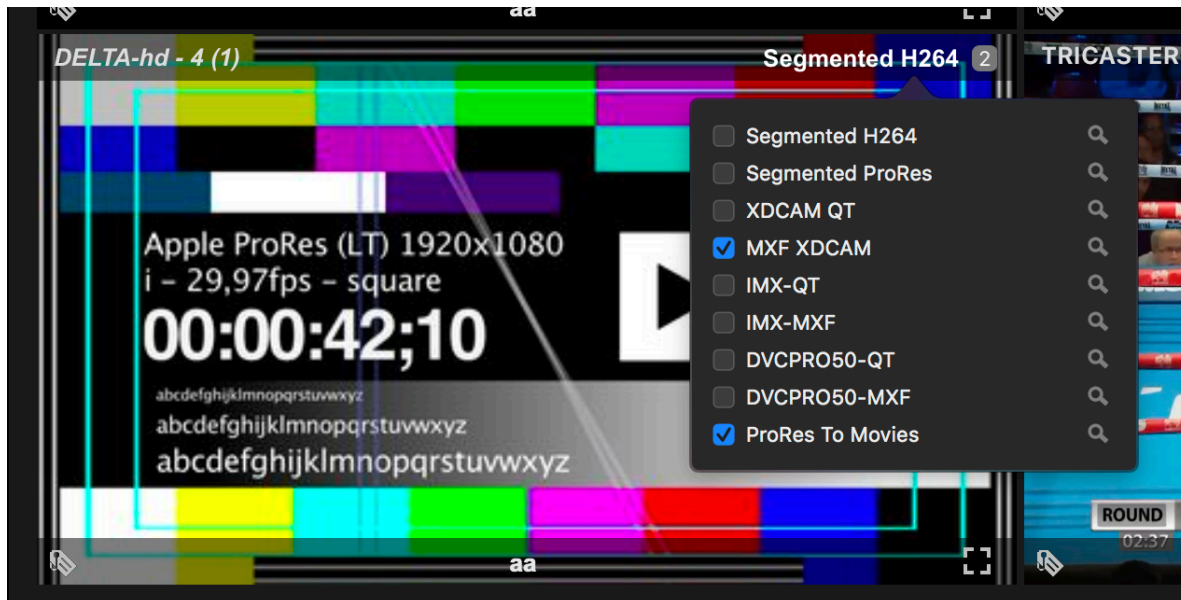 aa
DELTA-hd - 4 (1)
Segmented H264 2
TRICASTER
Segmented H264
Segmented ProRes
XDCAM QT
MXF XDCAM
IMX-QT
IMX-MXF
DVCPRO50-QT
DVCPRO50-MXF
ProRes To Movies
Apple ProRes (LT) 1920x1080
i – 29,97fps – square
00:00:42;10
abcdefghijklmnopqrstuvwxyz
abcdefghijklmnopqrstuvwxyz
abcdefghijklmnopqrstuvwxyz
ROUND
02:37
aa